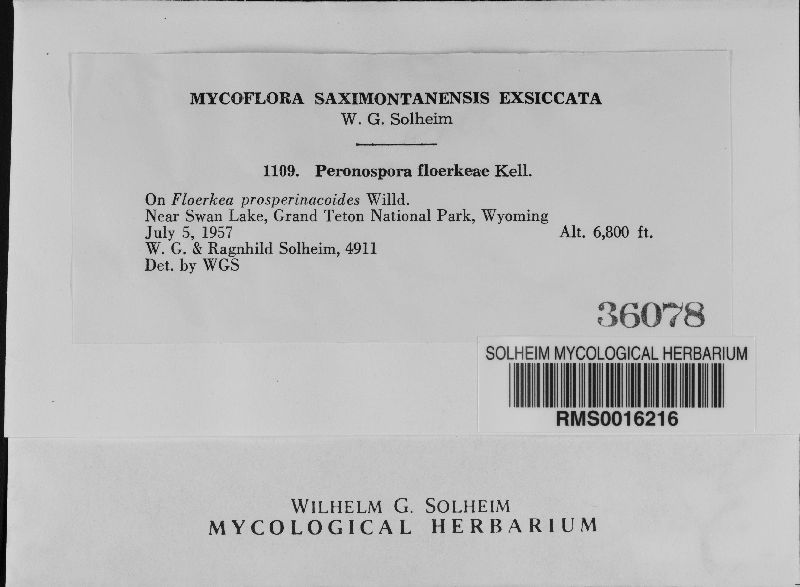 MYCOFLORA SAXIMONTANENSIS EXSICCATA
W. G. Solheim
1109. Peronospora floerkeae Kell.
On Floerkea prosperinacoides Willd.
Near Swan Lake, Grand Teton National Park, Wyoming
July 5, 1957 Alt. 6,800 ft.
W. G. & Ragnhild Solheim, 4911
Det. by WGS
36078
SOLHEIM MYCOLOGICAL HERBARIUM
RMS0016216
WILHELM G. SOLHEIM
MYCOLOGICAL HERBARIUM